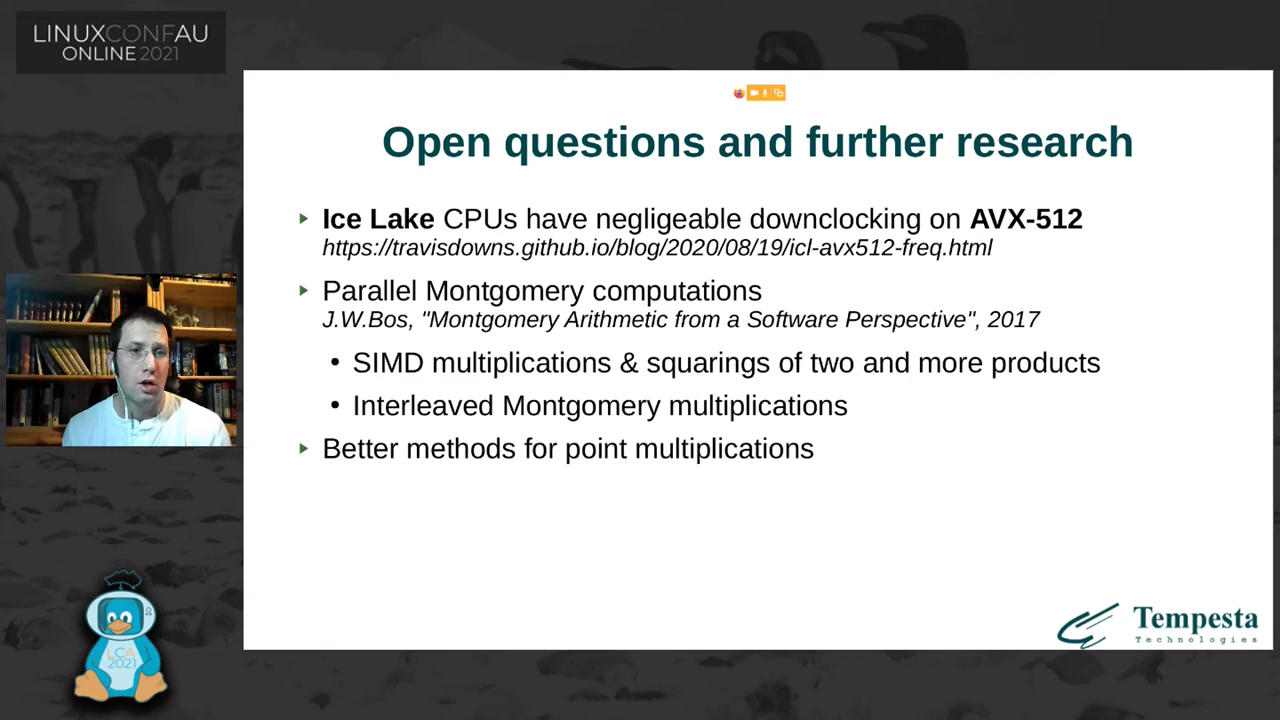 LINUXCONFAU
ONLINE 2021
Open questions and further research
Ice Lake CPUs have negligeable downclocking on AVX-512
https://travisdowns.github.io/blog/2020/08/19/icl-avx512-freq.html
Parallel Montgomery computations
J.W.Bos, "Montgomery Arithmetic from a Software Perspective", 2017
SIMD multiplications & squarings of two and more products
Interleaved Montgomery multiplications
Better methods for point multiplications
LCA
2021
Tempesta
Technologies